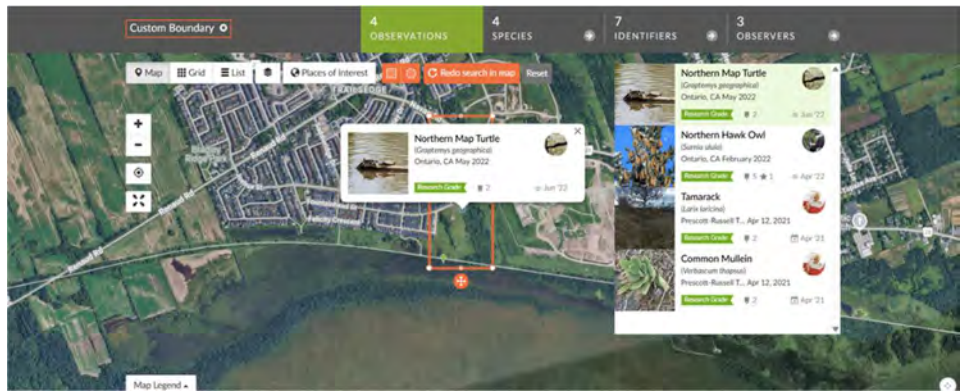 Custom Boundary
4
OBSERVATIONS
4
SPECIES
7
IDENTIFIERS
3
OBSERVERS
Map
Grid
List
Places of Interest
Redo search in map
Reset
Northern Map Turtle
(Graptemys geographica)
Ontario, CA May 2022
Research Grade
2
Jun '22
Northern Map Turtle
(Graptemys geographica)
Ontario, CA May 2022
Research Grade
2
Jun '22
Northern Hawk Owl
(Surnia ulula)
Ontario, CA February 2022
Research Grade
5
1
Apr '22
Tamarack
(Larix laricina)
Prescott-Russell T... Apr 12, 2021
Research Grade
2
Apr '21
Common Mullein
(Verbascum thapsus)
Prescott-Russell T... Apr 12, 2021
Research Grade
2
Apr '21
Map Legend